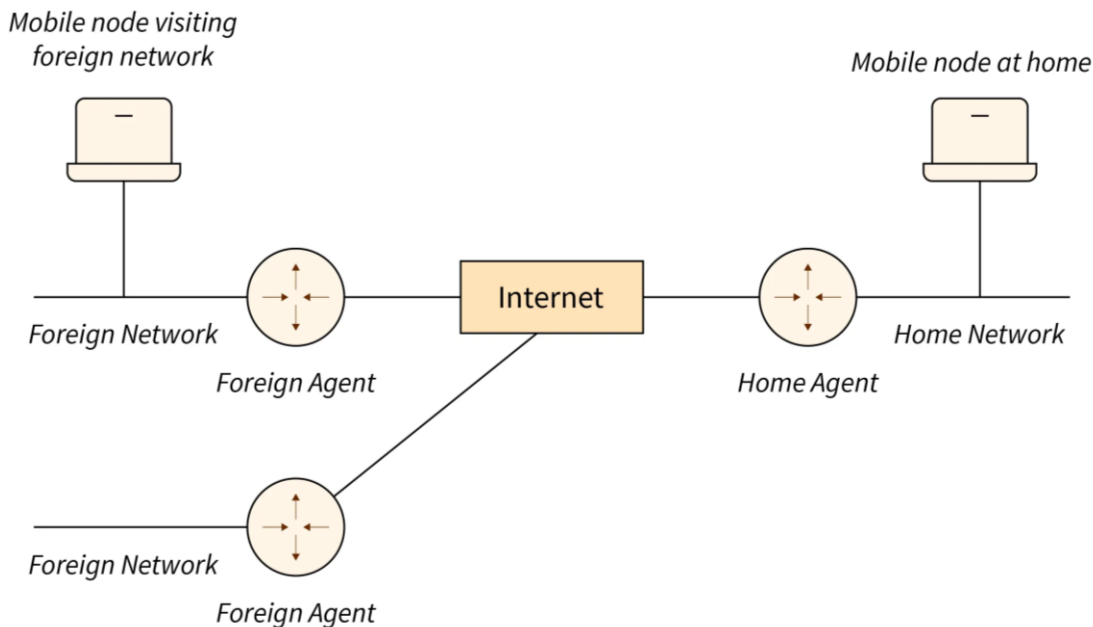 Mobile node visiting
foreign network
Mobile node at home
Internet
Foreign Network
Home Network
Foreign Agent
Home Agent
Foreign Network
Foreign Agent